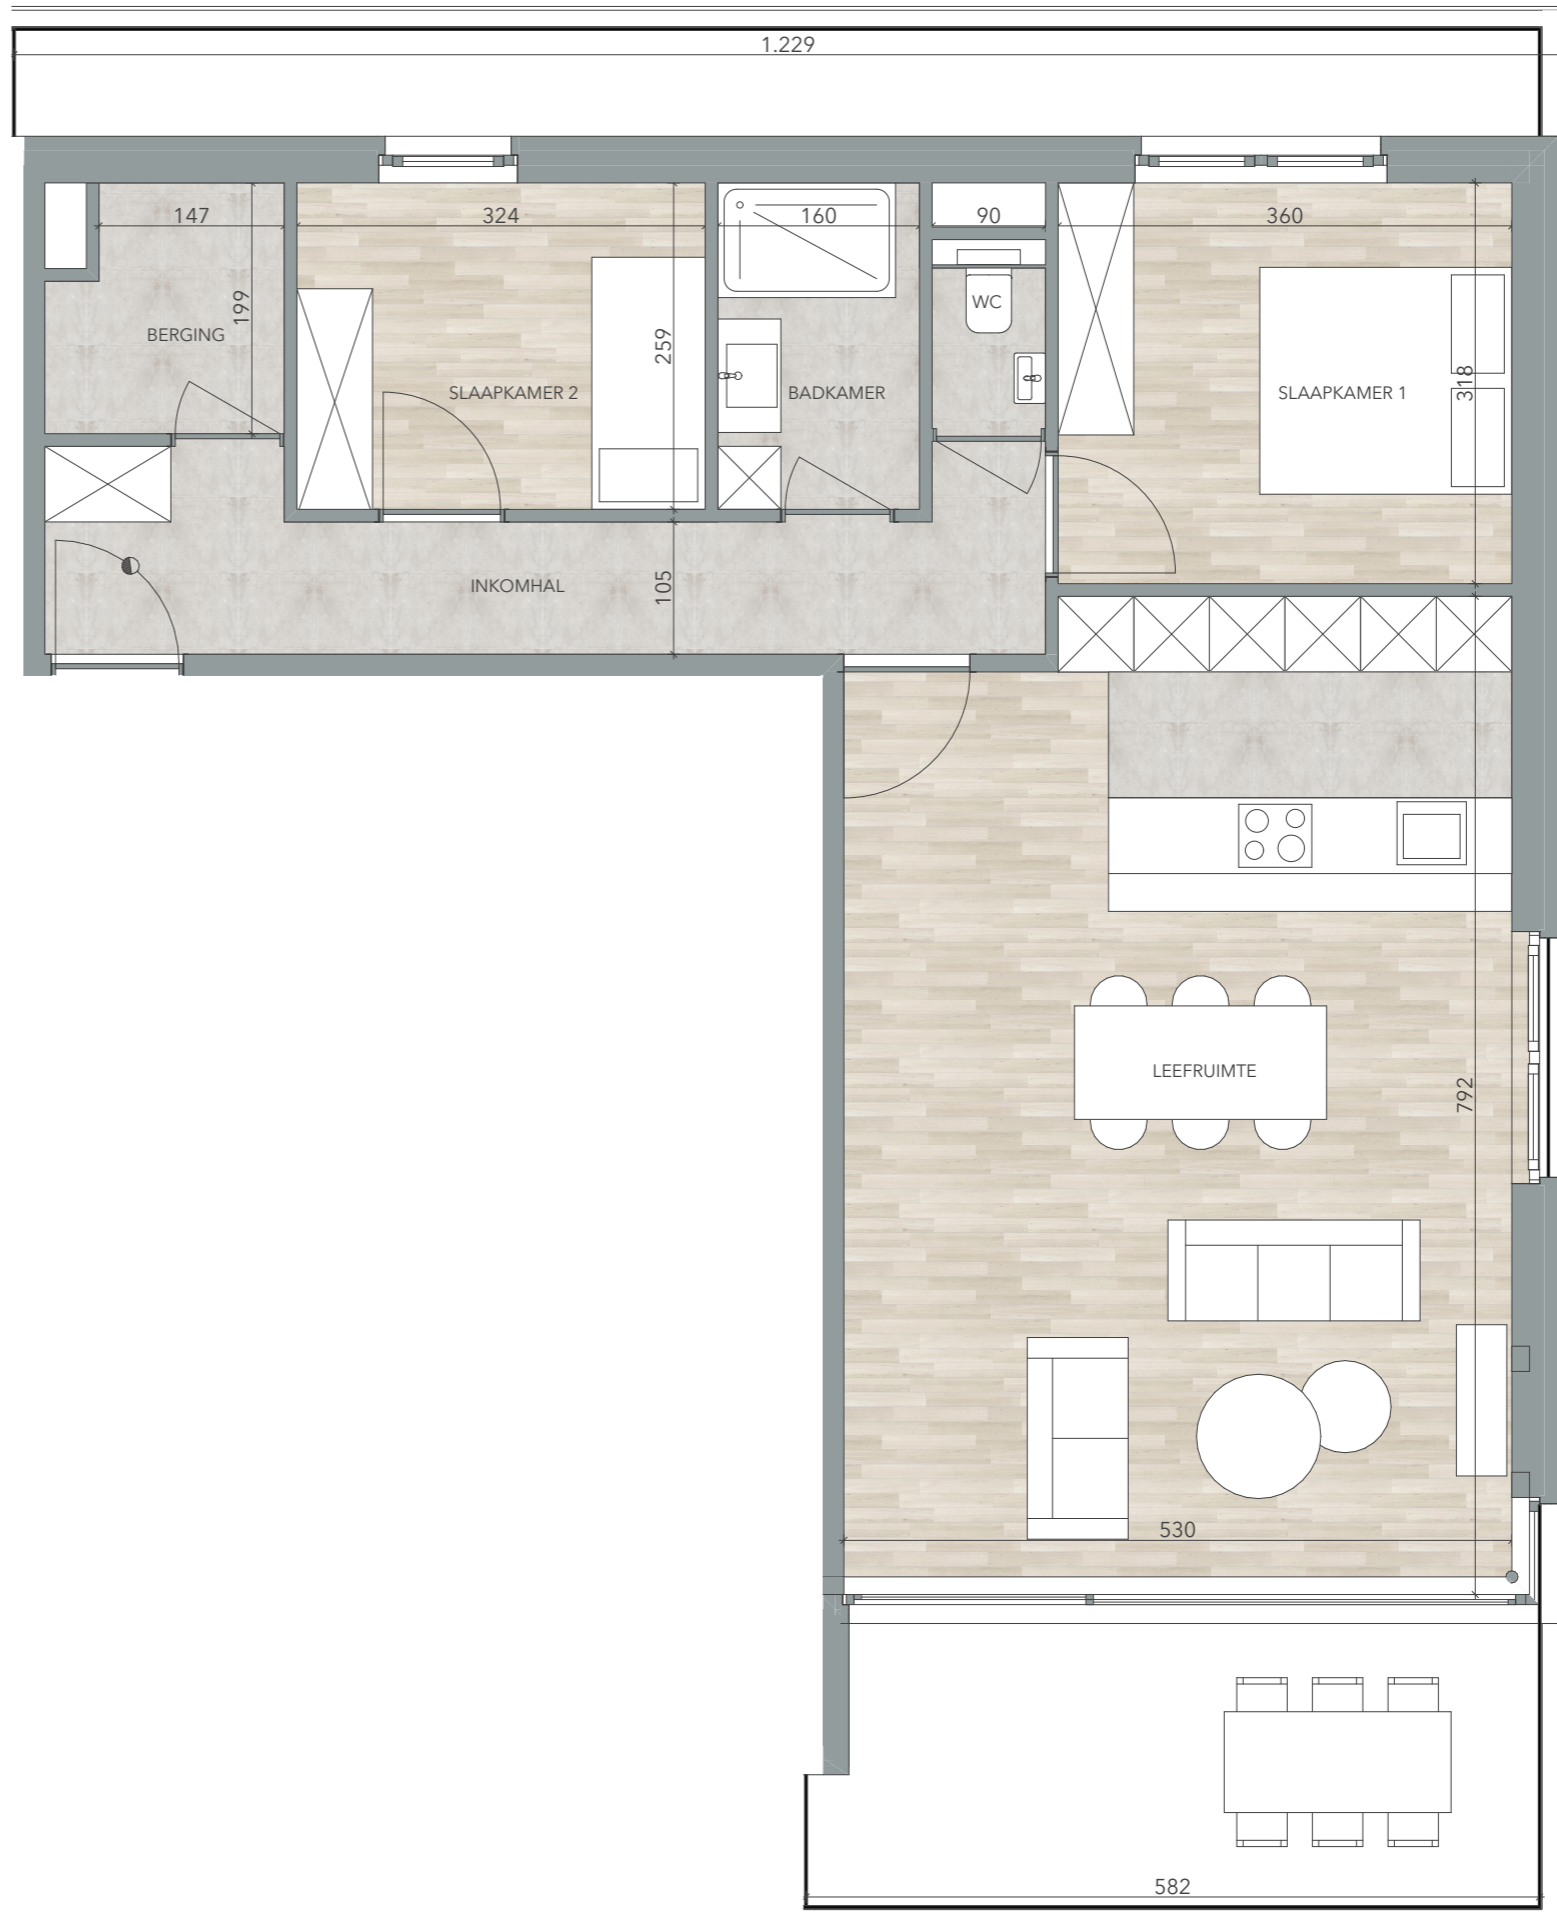 1.229
147
324
160
90
360
WC
199
BERGING
259
318
SLAAPKAMER 2
BADKAMER
SLAAPKAMER 1
INKOMHAL
105
LEEFRUIMTE
792
530
582